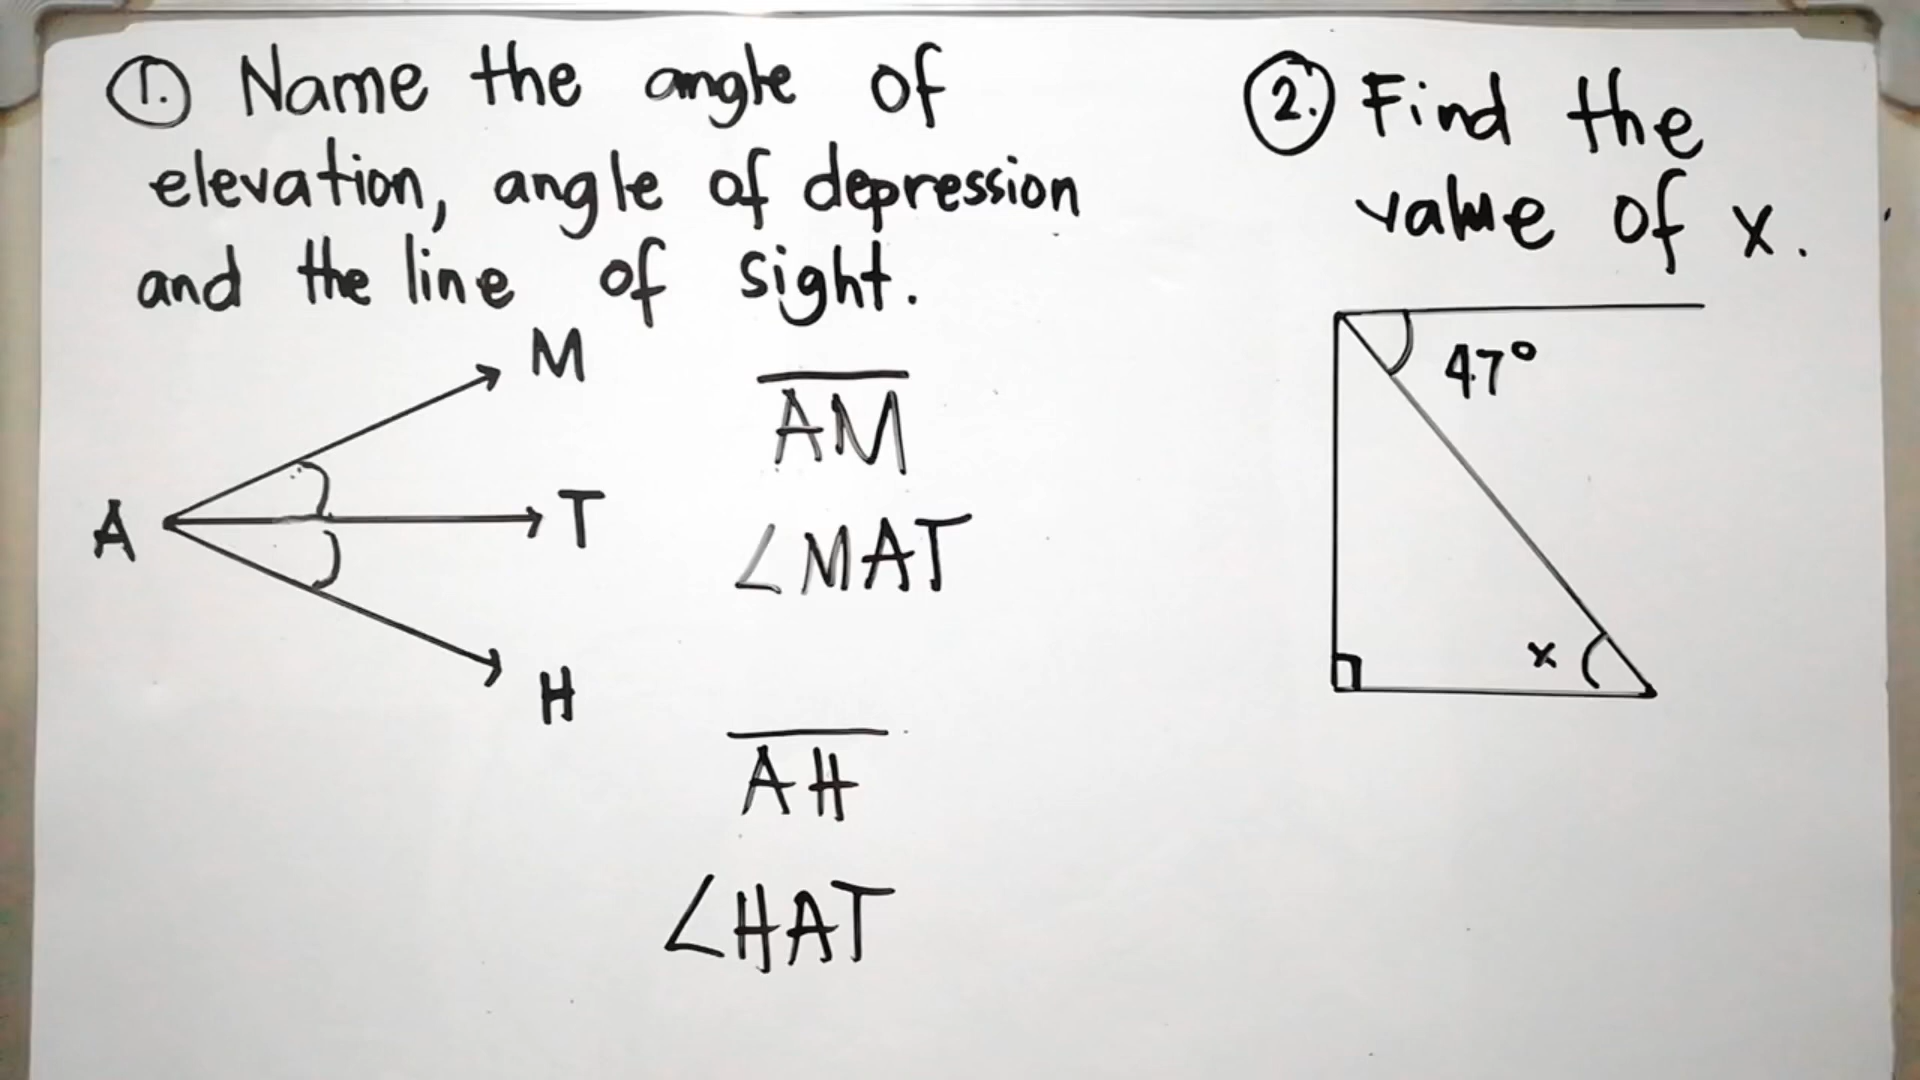 1. Name the angle of
elevation, angle of depression
and the line of sight.
M
A
T
H
AM
∠MAT
AH
∠HAT
2. Find the
value of x.
47°
x